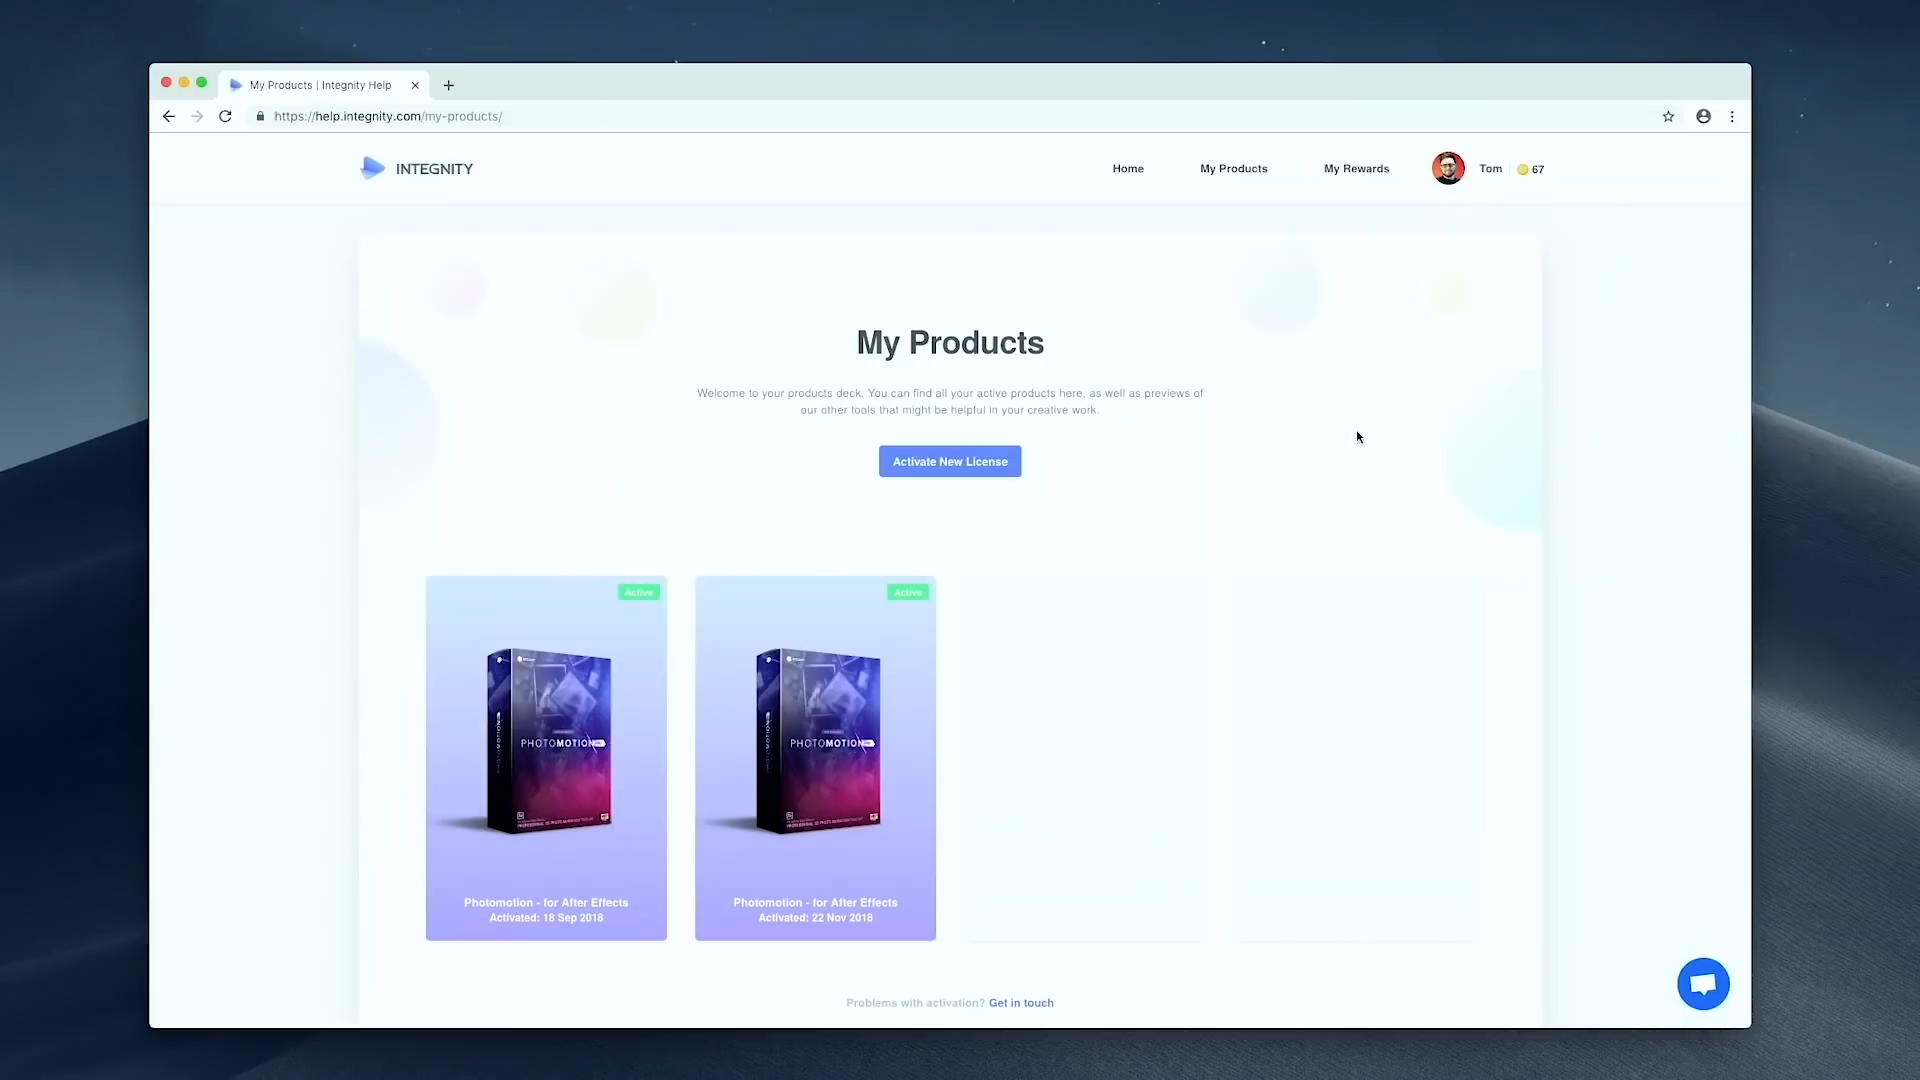 My Products | Integnity Help
https://help.integnity.com/my-products/
INTEGNITY
Home
My Products
My Rewards
Tom
67
My Products
Welcome to your products deck. You can find all your active products here, as well as previews of
our other tools that might be helpful in your creative work.
Activate New License
Active
Active
PHOTOMOTION
PHOTOMOTION
PHOTOMOTION
PHOTOMOTION
Photomotion - for After Effects
Activated: 18 Sep 2018
Photomotion - for After Effects
Activated: 22 Nov 2018
Problems with activation? Get in touch